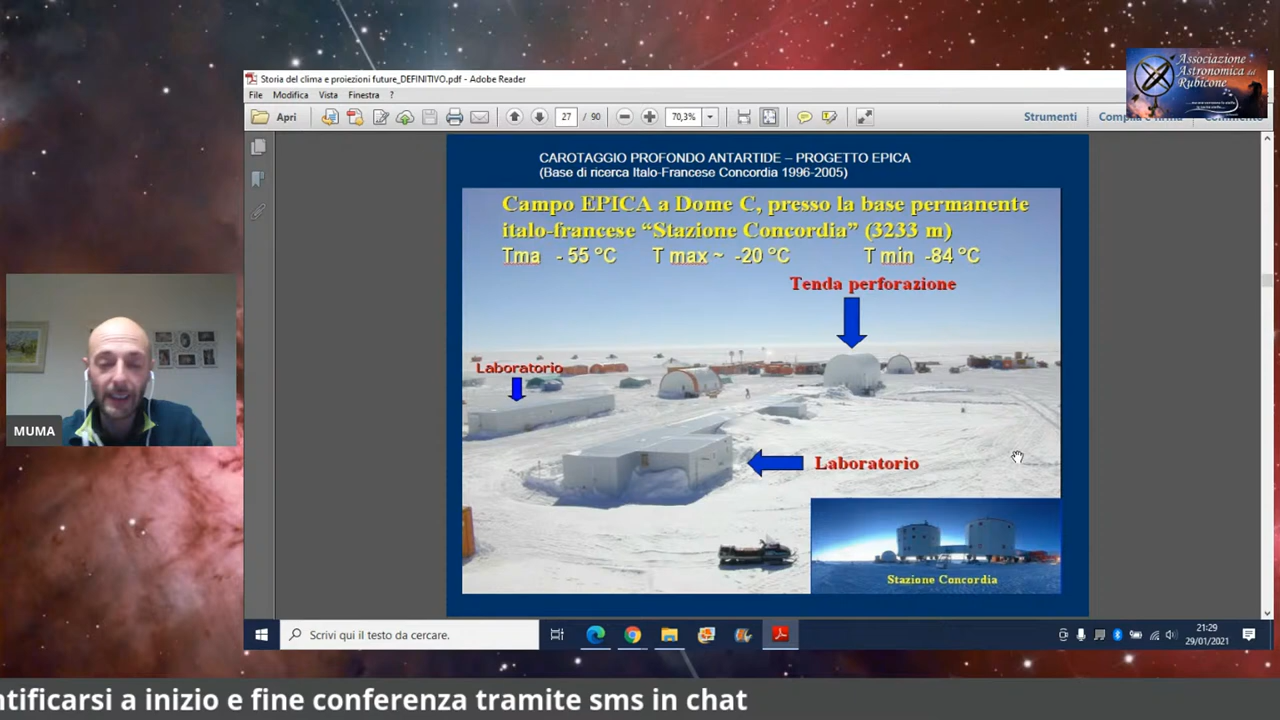 Storia del clima e proiezioni future_DEFINITIVO.pdf - Adobe Reader
File Modifica Vista Finestra ?
Apri 27 / 90 70,3% Strumenti
Associazione
Astronomica del
Rubicone
CAROTAGGIO PROFONDO ANTARTIDE – PROGETTO EPICA
(Base di ricerca Italo-Francese Concordia 1996-2005)
Campo EPICA a Dome C, presso la base permanente
italo-francese “Stazione Concordia” (3233 m)
Tma - 55 °C T max ~ -20 °C T min -84 °C
Tenda perforazione
Laboratorio
Laboratorio
Stazione Concordia
MUMA
Scrivi qui il testo da cercare.
21:29
29/01/2021
ntificarsi a inizio e fine conferenza tramite sms in chat